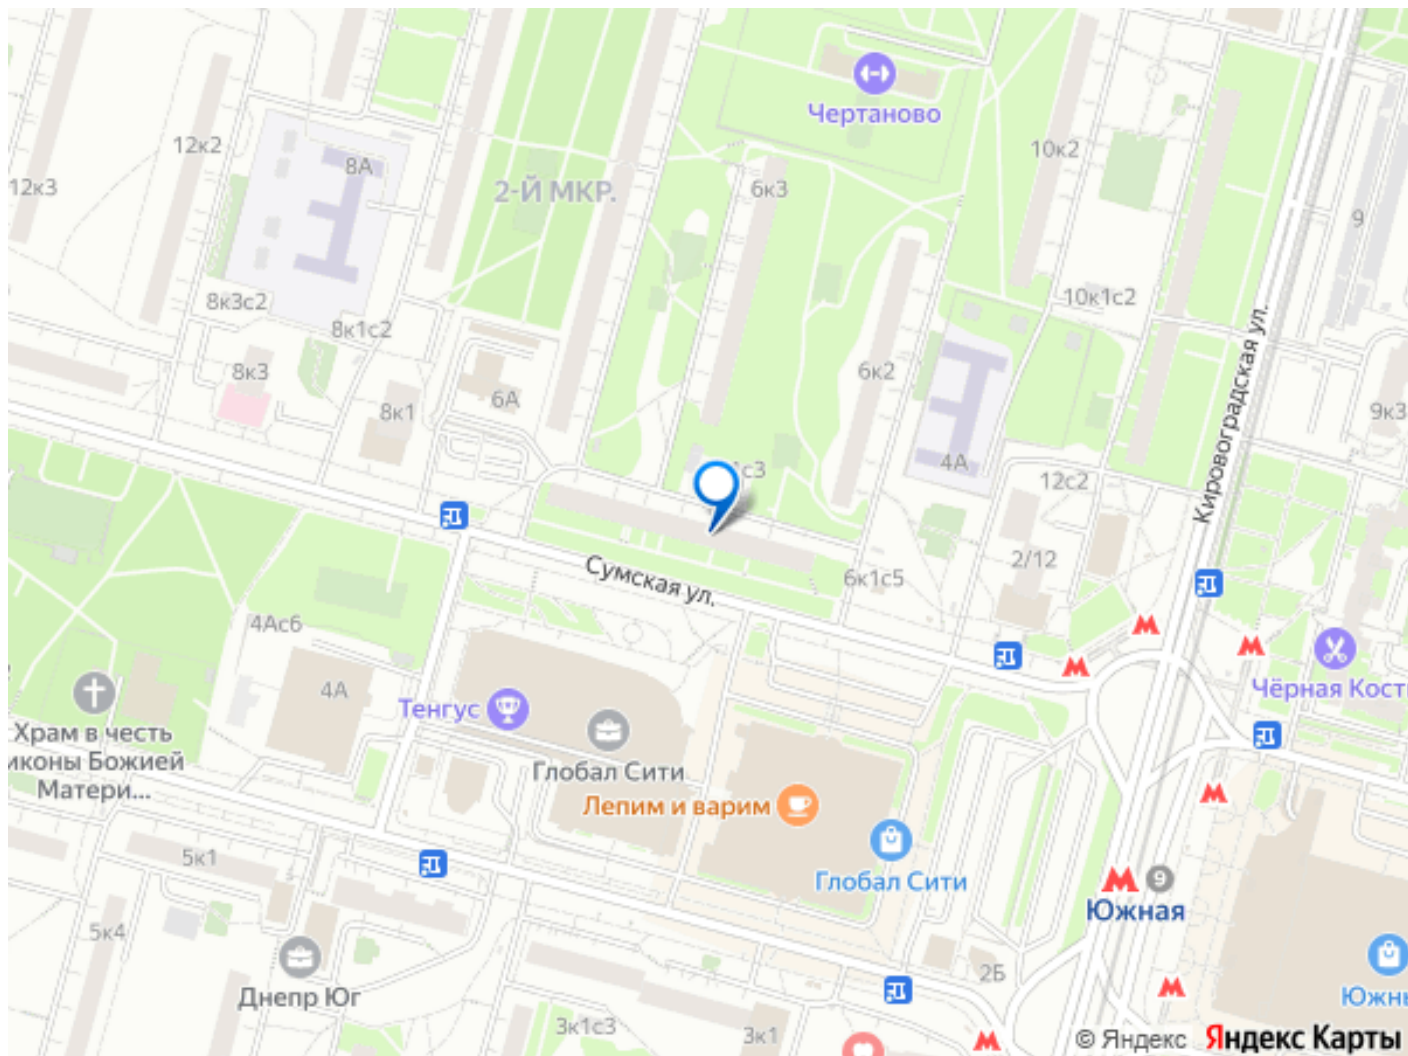 Чертаново
12к2
8А
10к2
12к3
2-Й МКР.
6к3
9
8к3с2
8к1с2
10к1с2
8к3
6к2
6А
8к1
9к3
Кировоградская ул.
4А
12с2
Сумская ул.
6к1с5
2/12
4Ас6
4А
Чёрная
Тенгус
Храм в честь
иконы Божией
Матери...
Глобал Сити
Лепим и варим
Глобал Сити
5к1
9
Южная
5к4
2Б
Днепр Юг
3к1с3
3к1
© Яндекс
Яндекс Карты